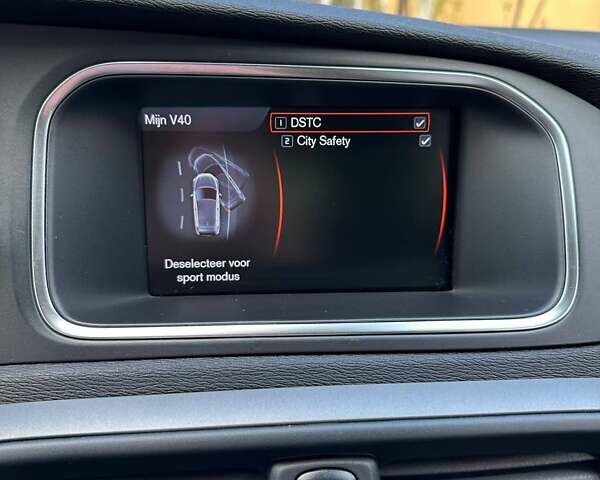 Mijn V40
1 DSTC
2 City Safety
Deselecteer voor
sport modus